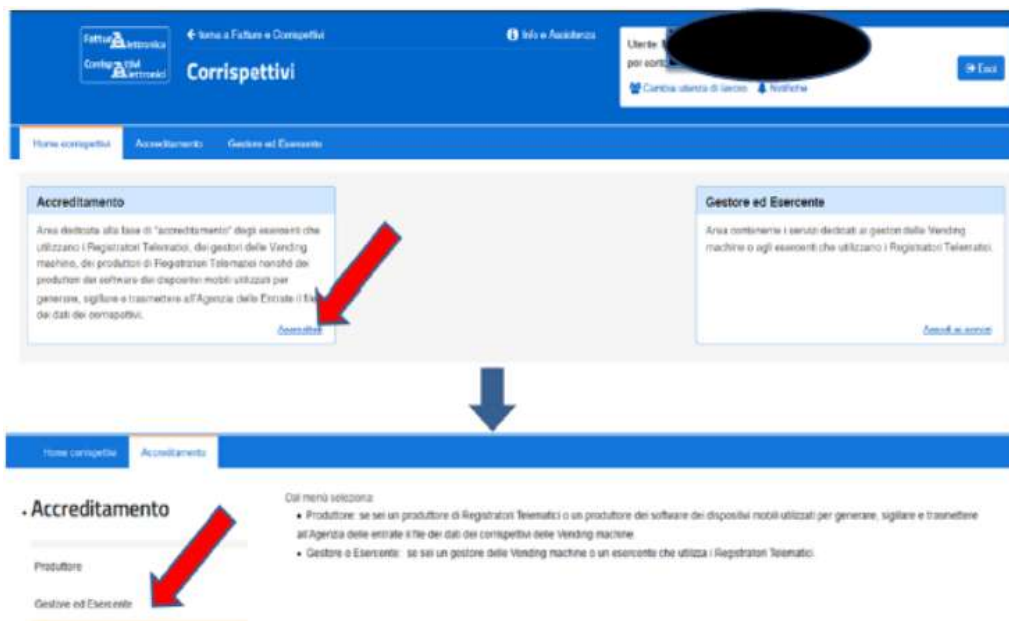 Fattura Elettronica
Corrispettivi Elettronici
torna a Fatture e Corrispettivi
Corrispettivi
Info e Assistenza
Utente
per conto
Cambia utenza di lavoro Notifiche
Esci
Home corrispettivi Accreditamento Gestore ed Esercente
Accreditamento
Area dedicata alla fase di "accreditamento" degli esercenti che
utilizzano i Registratori Telematici, dei gestori delle Vending
machine, dei produttori di Registratori Telematici nonché dei
produttori dei software dei dispositivi mobili utilizzati per
generare, sigillare e trasmettere all'Agenzia delle Entrate il file
dei dati dei corrispettivi.
Accreditati
Gestore ed Esercente
Area contenente i servizi dedicati ai gestori delle Vending
machine o agli esercenti che utilizzano i Registratori Telematici.
Accedi ai servizi
Home corrispettivi Accreditamento
Accreditamento
Produttore
Gestore ed Esercente
Dal menù seleziona:
• Produttore: se sei un produttore di Registratori Telematici o un produttore dei software dei dispositivi mobili utilizzati per generare, sigillare e trasmettere
all'Agenzia delle entrate il file dei dati dei corrispettivi delle Vending machine.
• Gestore o Esercente: se sei un gestore delle Vending machine o un esercente che utilizza i Registratori Telematici.